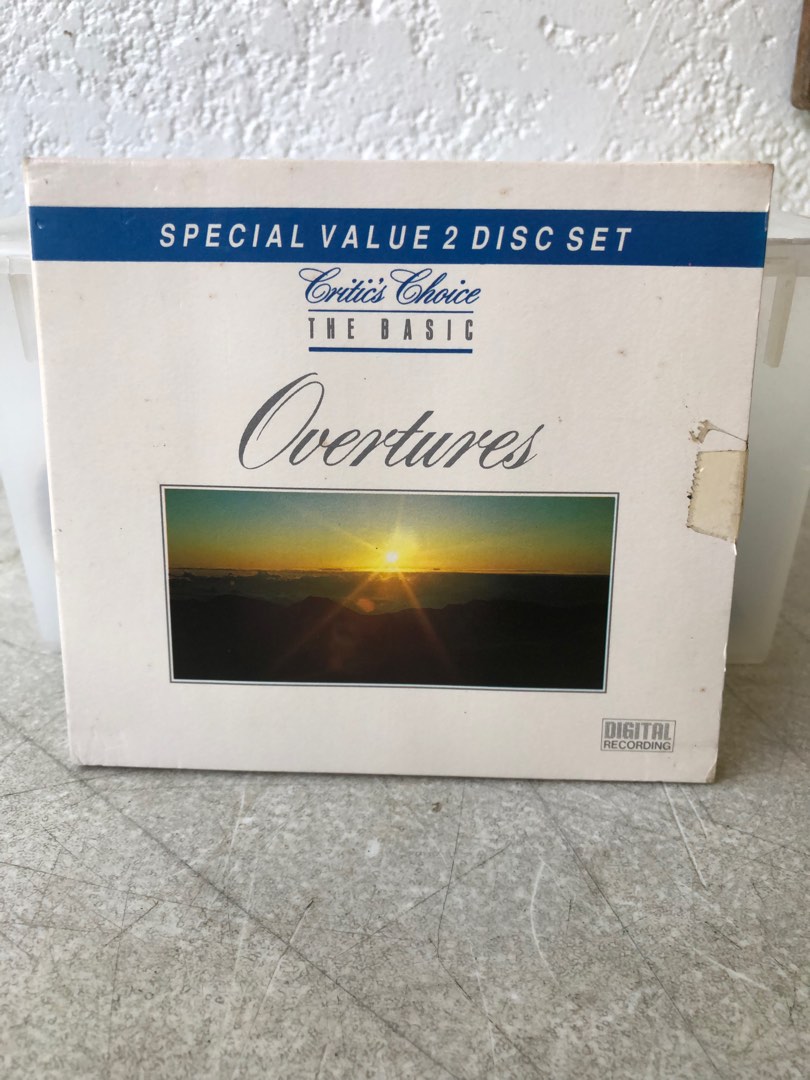 SPECIAL VALUE 2 DISC SET
Critic's Choice
THE BASIC
Overtures
DIGITAL
RECORDING